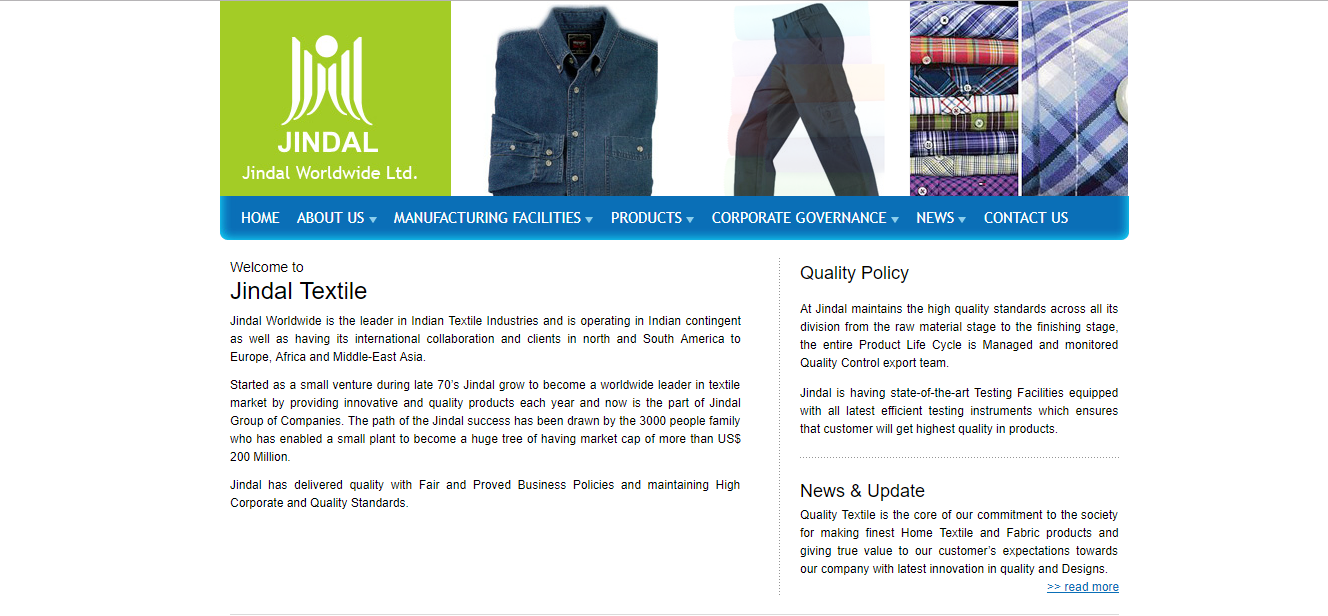 JINDAL
Jindal Worldwide Ltd.
HOME ABOUT US MANUFACTURING FACILITIES PRODUCTS CORPORATE GOVERNANCE NEWS CONTACT US
Welcome to
Jindal Textile
Jindal Worldwide is the leader in Indian Textile Industries and is operating in Indian contingent
as well as having its international collaboration and clients in north and South America to
Europe, Africa and Middle-East Asia.
Started as a small venture during late 70's Jindal grow to become a worldwide leader in textile
market by providing innovative and quality products each year and now is the part of Jindal
Group of Companies. The path of the Jindal success has been drawn by the 3000 people family
who has enabled a small plant to become a huge tree of having market cap of more than US$
200 Million.
Jindal has delivered quality with Fair and Proved Business Policies and maintaining High
Corporate and Quality Standards.
Quality Policy
At Jindal maintains the high quality standards across all its
division from the raw material stage to the finishing stage,
the entire Product Life Cycle is Managed and monitored
Quality Control export team.
Jindal is having state-of-the-art Testing Facilities equipped
with all latest efficient testing instruments which ensures
that customer will get highest quality in products.
News & Update
Quality Textile is the core of our commitment to the society
for making finest Home Textile and Fabric products and
giving true value to our customer's expectations towards
our company with latest innovation in quality and Designs.
>> read more